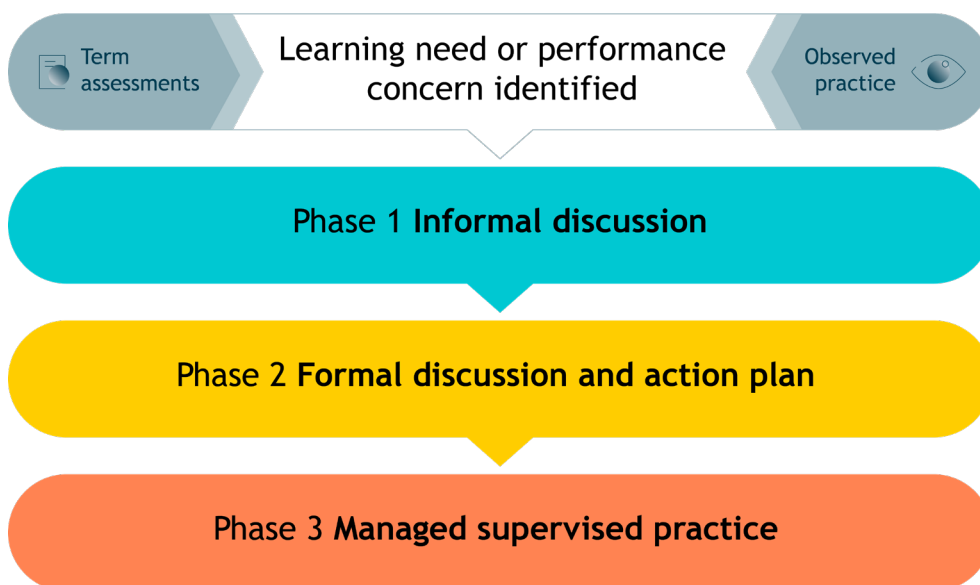 Term
assessments
Learning need or performance
concern identified
Observed
practice
Phase 1 Informal discussion
Phase 2 Formal discussion and action plan
Phase 3 Managed supervised practice